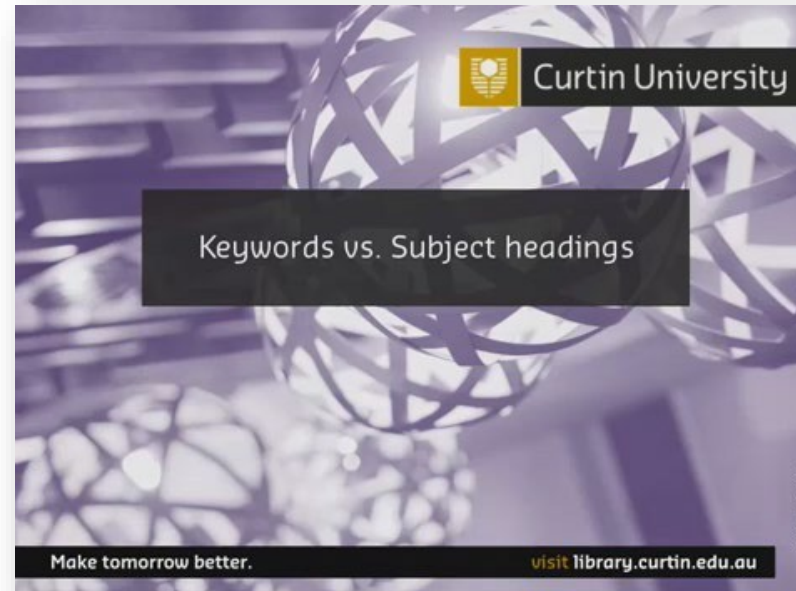 Curtin University
Keywords vs. Subject headings
Make tomorrow better.
visit library.curtin.edu.au